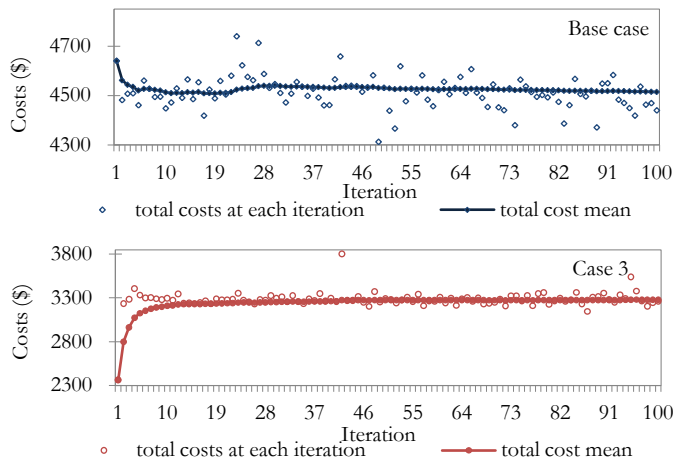 Base case
4700
4500
4300
Costs ($)
1 10 19 28 37 46 55 64 73 82 91 100
Iteration
total costs at each iteration total cost mean
3800
Case 3
3300
2800
2300
Costs ($)
1 10 19 28 37 46 55 64 73 82 91 100
Iteration
total costs at each iteration total cost mean